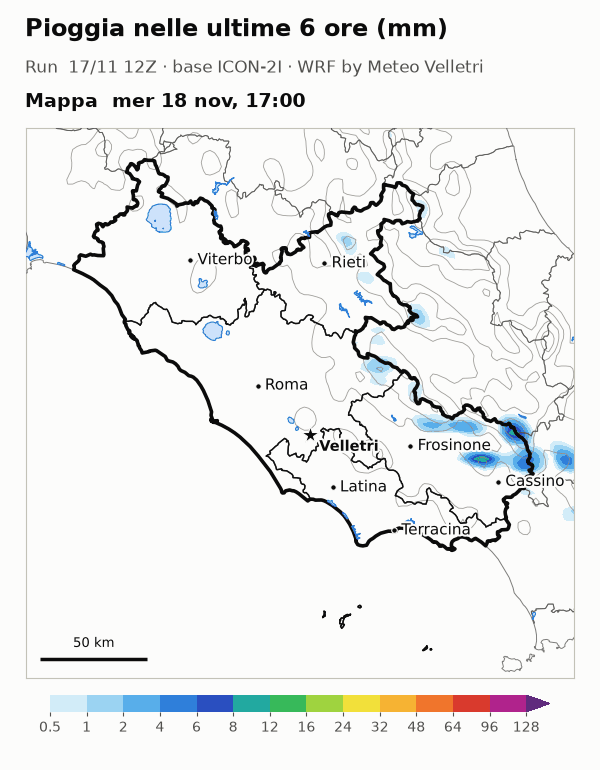 Pioggia nelle ultime 6 ore (mm)
Run  17/11 12Z · base ICON-2I · WRF by Meteo Velletri
Mappa  mer 18 nov, 17:00
Viterbo
Rieti
Roma
Velletri
Frosinone
Latina
Cassino
Terracina
50 km
0.5 1 2 4 6 8 12 16 24 32 48 64 96 128